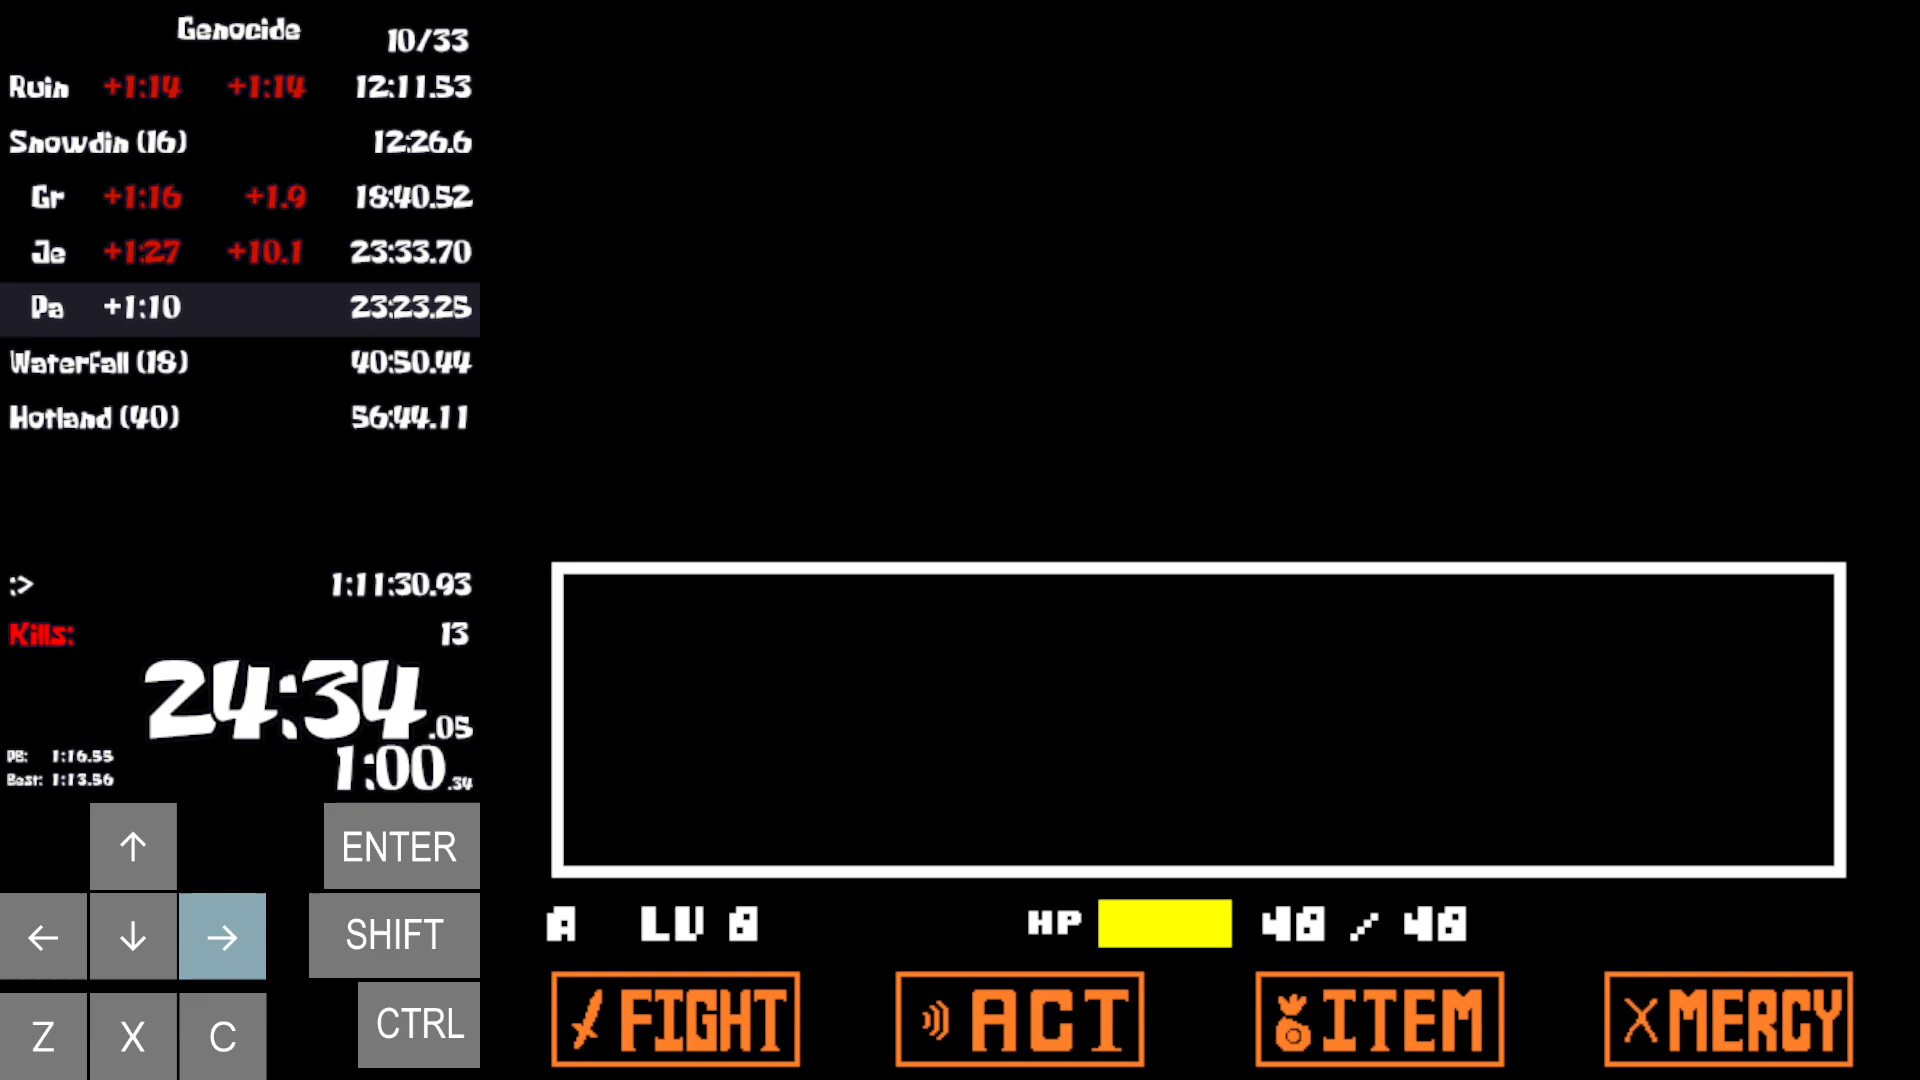 Genocide 10/33
Ruin +1:14 +1:14 12:11.53
Snowdin (16) 12:26.6
Gr +1:16 +1.9 18:40.52
Je +1:27 +10.1 23:33.70
Pa +1:10 23:23.25
Waterfall (18) 40:50.44
Hotland (40) 56:44.11
:> 1:11:30.93
Kills: 13
24:34.05
PB: 1:16.55
Best: 1:13.56
1:00.34
↑ ENTER
← ↓ → SHIFT
Z X C CTRL
A LV 8 HP 48 / 48
FIGHT ACT ITEM MERCY